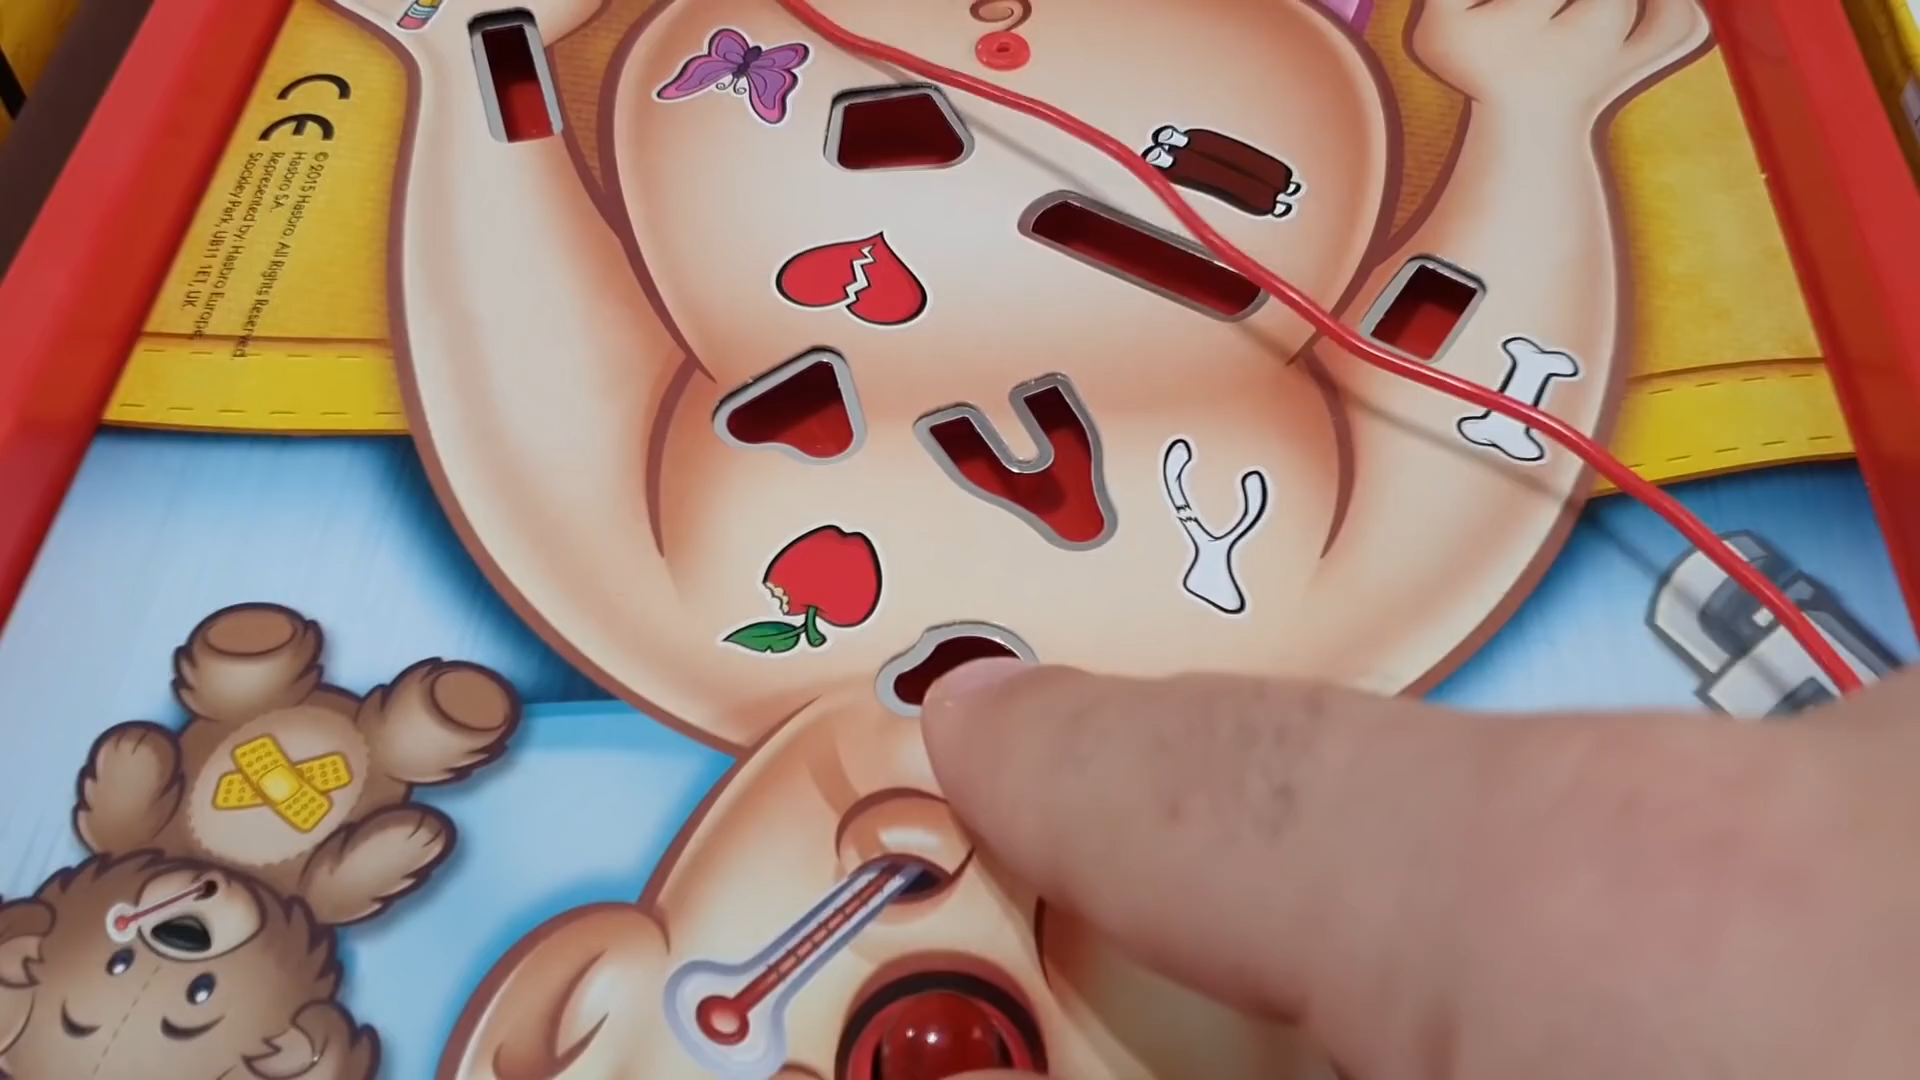 CE
© 2015 Hasbro. All Rights Reserved.
Hasbro SA.
Represented by: Hasbro Europe,
Stockley Park, UB11 1ET, UK.